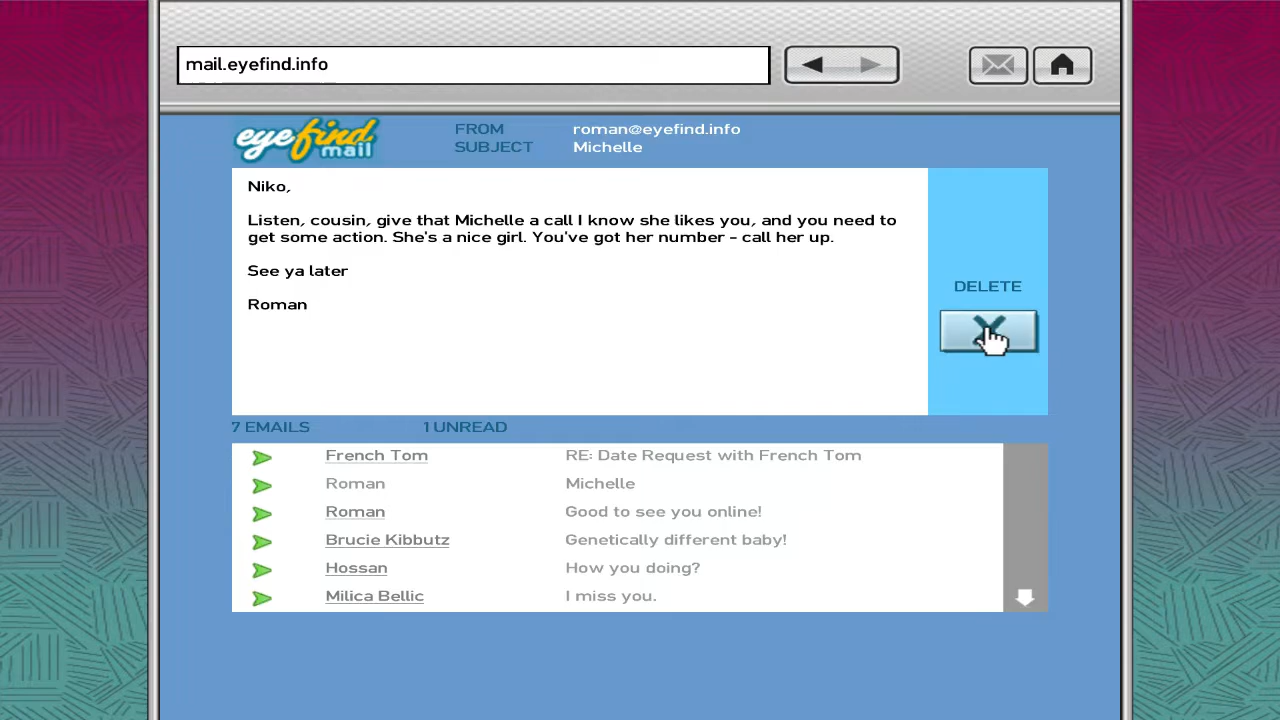 mail.eyefind.info
eyefind mail
FROM roman@eyefind.info
SUBJECT Michelle
Niko,
Listen, cousin, give that Michelle a call I know she likes you, and you need to
get some action. She's a nice girl. You've got her number - call her up.
See ya later
Roman
DELETE
7 EMAILS 1 UNREAD
French Tom RE: Date Request with French Tom
Roman Michelle
Roman Good to see you online!
Brucie Kibbutz Genetically different baby!
Hossan How you doing?
Milica Bellic I miss you.